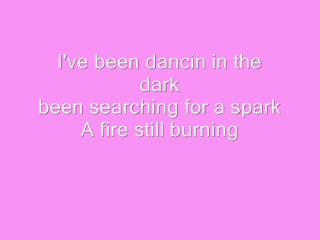 I've been dancin in the
dark
been searching for a spark
A fire still burning